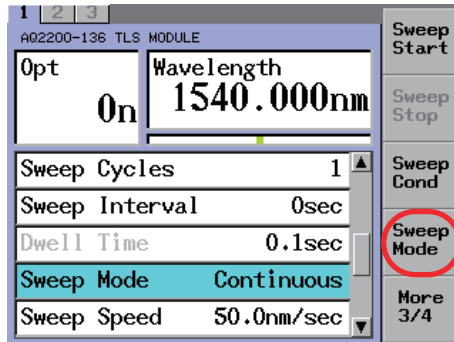 1 2 3
AQ2200-136 TLS MODULE
Opt
On
Wavelength
1540.000nm
Sweep Cycles 1
Sweep Interval 0sec
Dwell Time 0.1sec
Sweep Mode Continuous
Sweep Speed 50.0nm/sec
Sweep
Start
Sweep
Stop
Sweep
Cond
Sweep
Mode
More
3/4